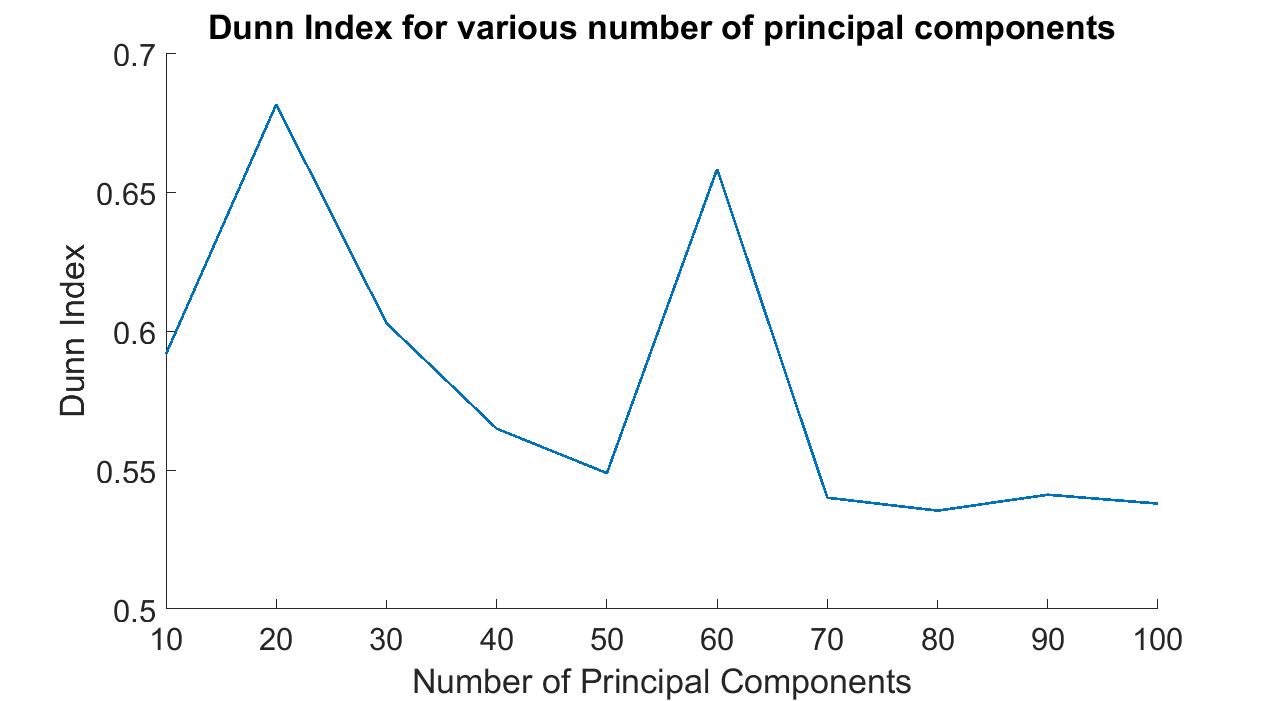 Dunn Index for various number of principal components
0.7
0.65
0.6
0.55
0.5
Dunn Index
10 20 30 40 50 60 70 80 90 100
Number of Principal Components